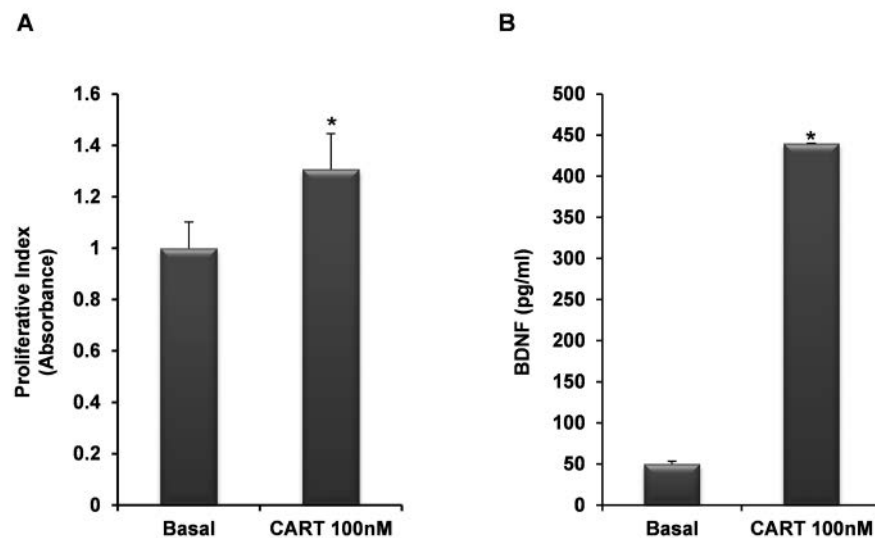 A
1.6
1.4
1.2
1
0.8
0.6
0.4
0.2
0
Proliferative Index
(Absorbance)
*
Basal
CART 100nM
B
500
450
400
350
300
250
200
150
100
50
0
BDNF (pg/ml)
*
Basal
CART 100nM